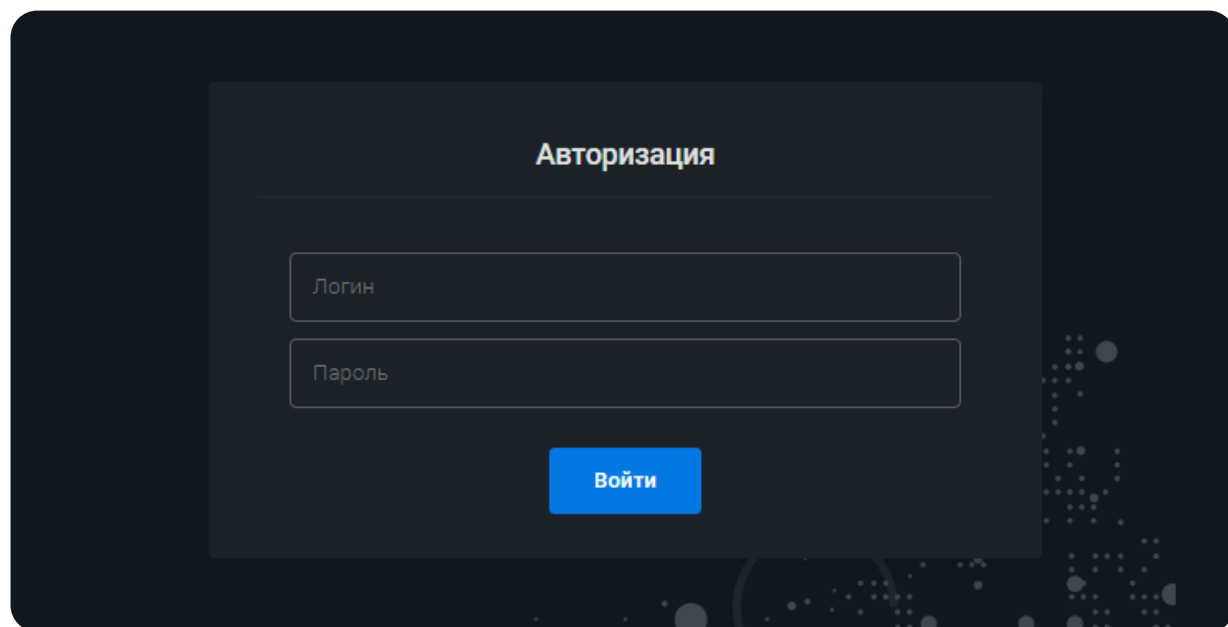 Авторизация
Логин
Пароль
Войти